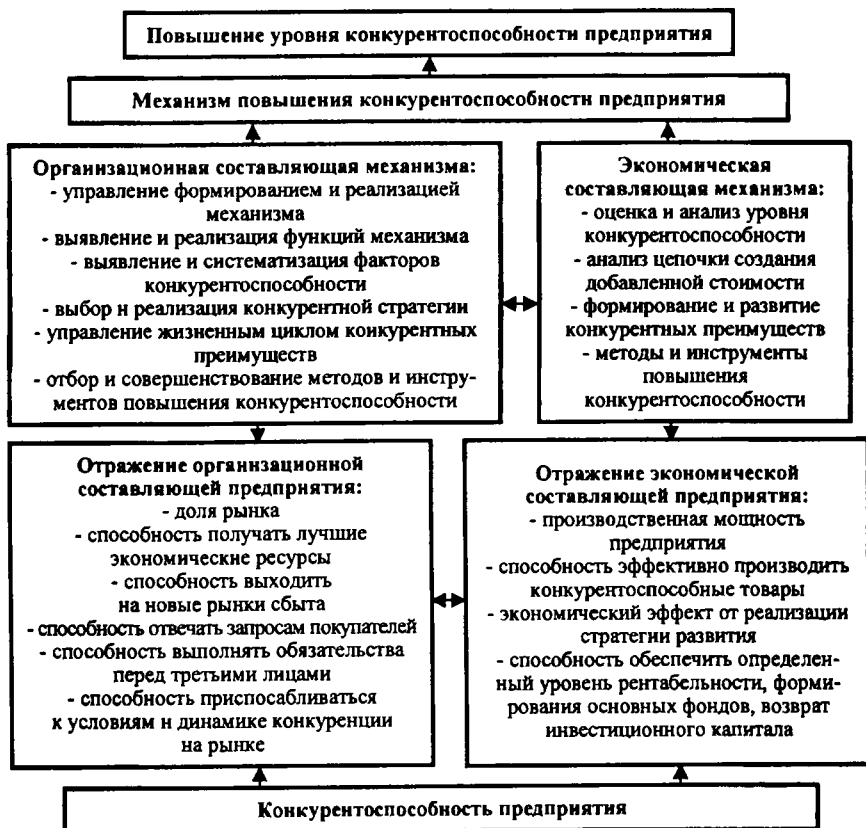 Повышение уровня конкурентоспособности предприятия
Механизм повышения конкурентоспособности предприятия
Организационная составляющая механизма:
- управление формированием и реализацией
механизма
- выявление и реализация функций механизма
- выявление и систематизация факторов
конкурентоспособности
- выбор и реализация конкурентной стратегии
- управление жизненным циклом конкурентных
преимуществ
- отбор и совершенствование методов и инстру-
ментов повышения конкурентоспособности
Экономическая
составляющая механизма:
- оценка и анализ уровня
конкурентоспособности
- анализ цепочки создания
добавленной стоимости
- формирование и развитие
конкурентных преимуществ
- методы и инструменты
повышения
конкурентоспособности
Отражение организационной
составляющей предприятия:
- доля рынка
- способность получать лучшие
экономические ресурсы
- способность выходить
на новые рынки сбыта
- способность отвечать запросам покупателей
- способность выполнять обязательства
перед третьими лицами
- способность приспосабливаться
к условиям и динамике конкуренции
на рынке
Отражение экономической
составляющей предприятия:
- производственная мощность
предприятия
- способность эффективно производить
конкурентоспособные товары
- экономический эффект от реализации
стратегии развития
- способность обеспечить определен-
ный уровень рентабельности, форми-
рования основных фондов, возврат
инвестиционного капитала
Конкурентоспособность предприятия